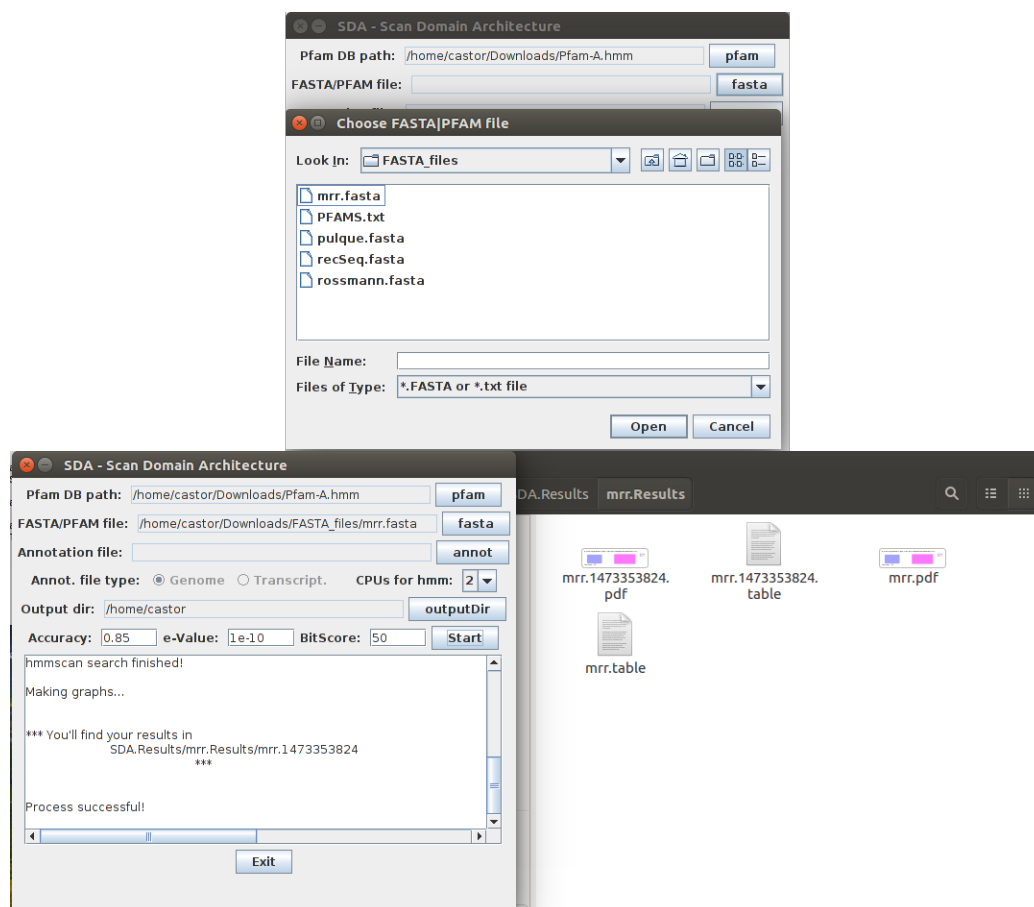 SDA - Scan Domain Architecture
Pfam DB path: /home/castor/Downloads/Pfam-A.hmm pfam
FASTA/PFAM file: fasta
Choose FASTA|PFAM file
Look In: FASTA_files
mrr.fasta
PFAMS.txt
pulque.fasta
recSeq.fasta
rossmann.fasta
File Name:
Files of Type: *.FASTA or *.txt file
Open Cancel
SDA - Scan Domain Architecture
Pfam DB path: /home/castor/Downloads/Pfam-A.hmm pfam
FASTA/PFAM file: /home/castor/Downloads/FASTA_files/mrr.fasta fasta
Annotation file: annot
Annot. file type: Genome Transcript. CPUs for hmm: 2
Output dir: /home/castor outputDir
Accuracy: 0.85 e-Value: 1e-10 BitScore: 50 Start
hmmscan search finished!
Making graphs...
*** You'll find your results in
SDA.Results/mrr.Results/mrr.1473353824
***
Process successful!
Exit
DA.Results mrr.Results
mrr.1473353824.
pdf
mrr.1473353824.
table
mrr.pdf
mrr.table